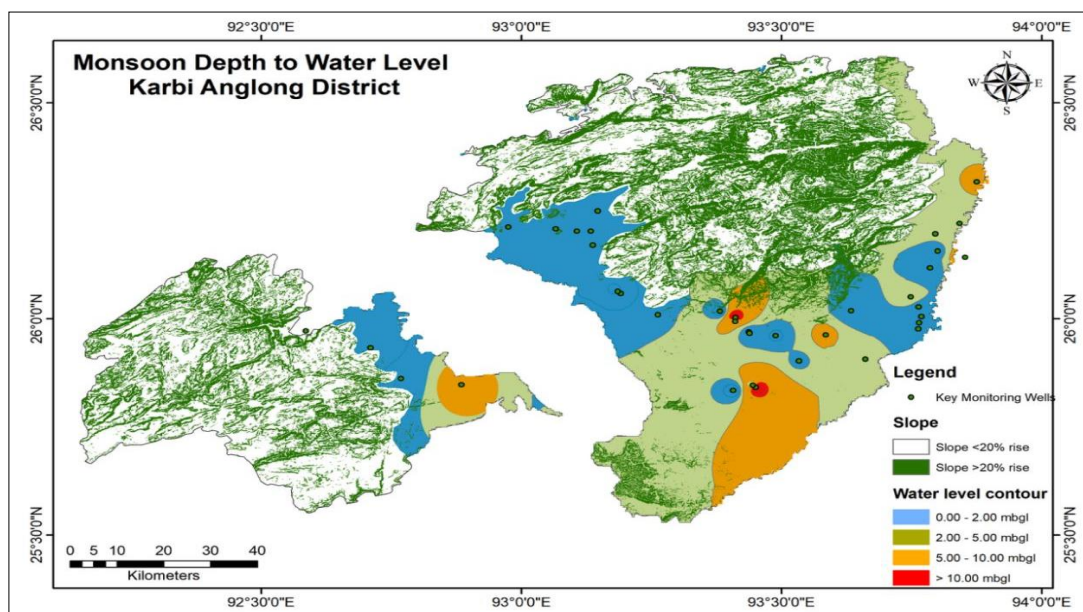 92°30'0"E 93°0'0"E 93°30'0"E 94°0'0"E
Monsoon Depth to Water Level
Karbi Anglong District
N
W E
S
26°30'0"N 26°30'0"N
26°0'0"N 26°0'0"N
25°30'0"N 25°30'0"N
Legend
Key Monitoring Wells
Slope
Slope <20% rise
Slope >20% rise
Water level contour
0.00 - 2.00 mbgl
2.00 - 5.00 mbgl
5.00 - 10.00 mbgl
> 10.00 mbgl
0 5 10 20 30 40
Kilometers
92°30'0"E 93°0'0"E 93°30'0"E 94°0'0"E